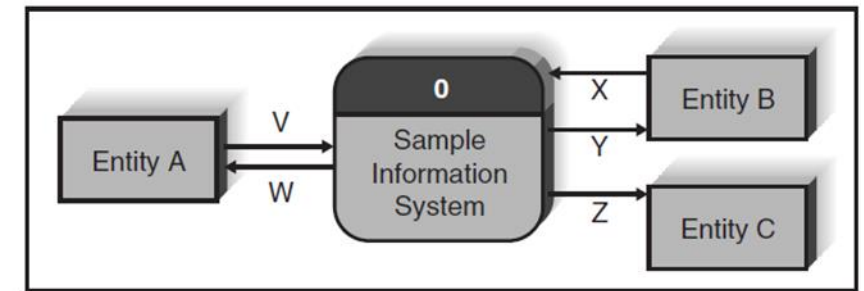 0
Sample
Information
System
Entity A
V
W
X
Y
Z
Entity B
Entity C